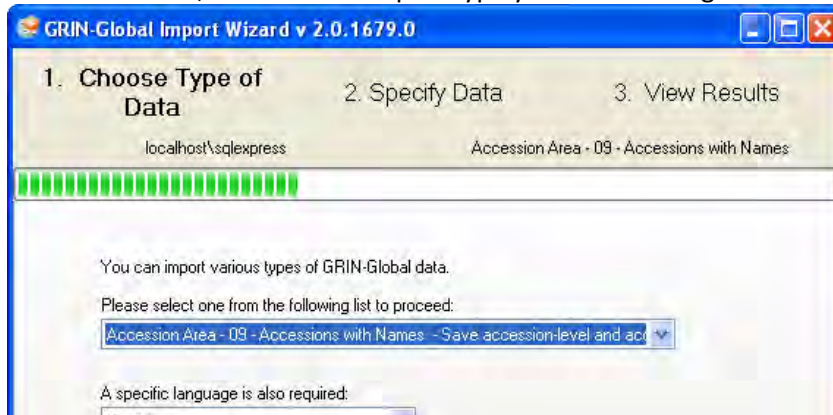 GRIN-Global Import Wizard v 2.0.1679.0
1. Choose Type of Data
2. Specify Data
3. View Results
localhost\sqlexpress
Accession Area - 09 - Accessions with Names
You can import various types of GRIN-Global data.
Please select one from the following list to proceed:
Accession Area - 09 - Accessions with Names - Save accession-level and acc
A specific language is also required: